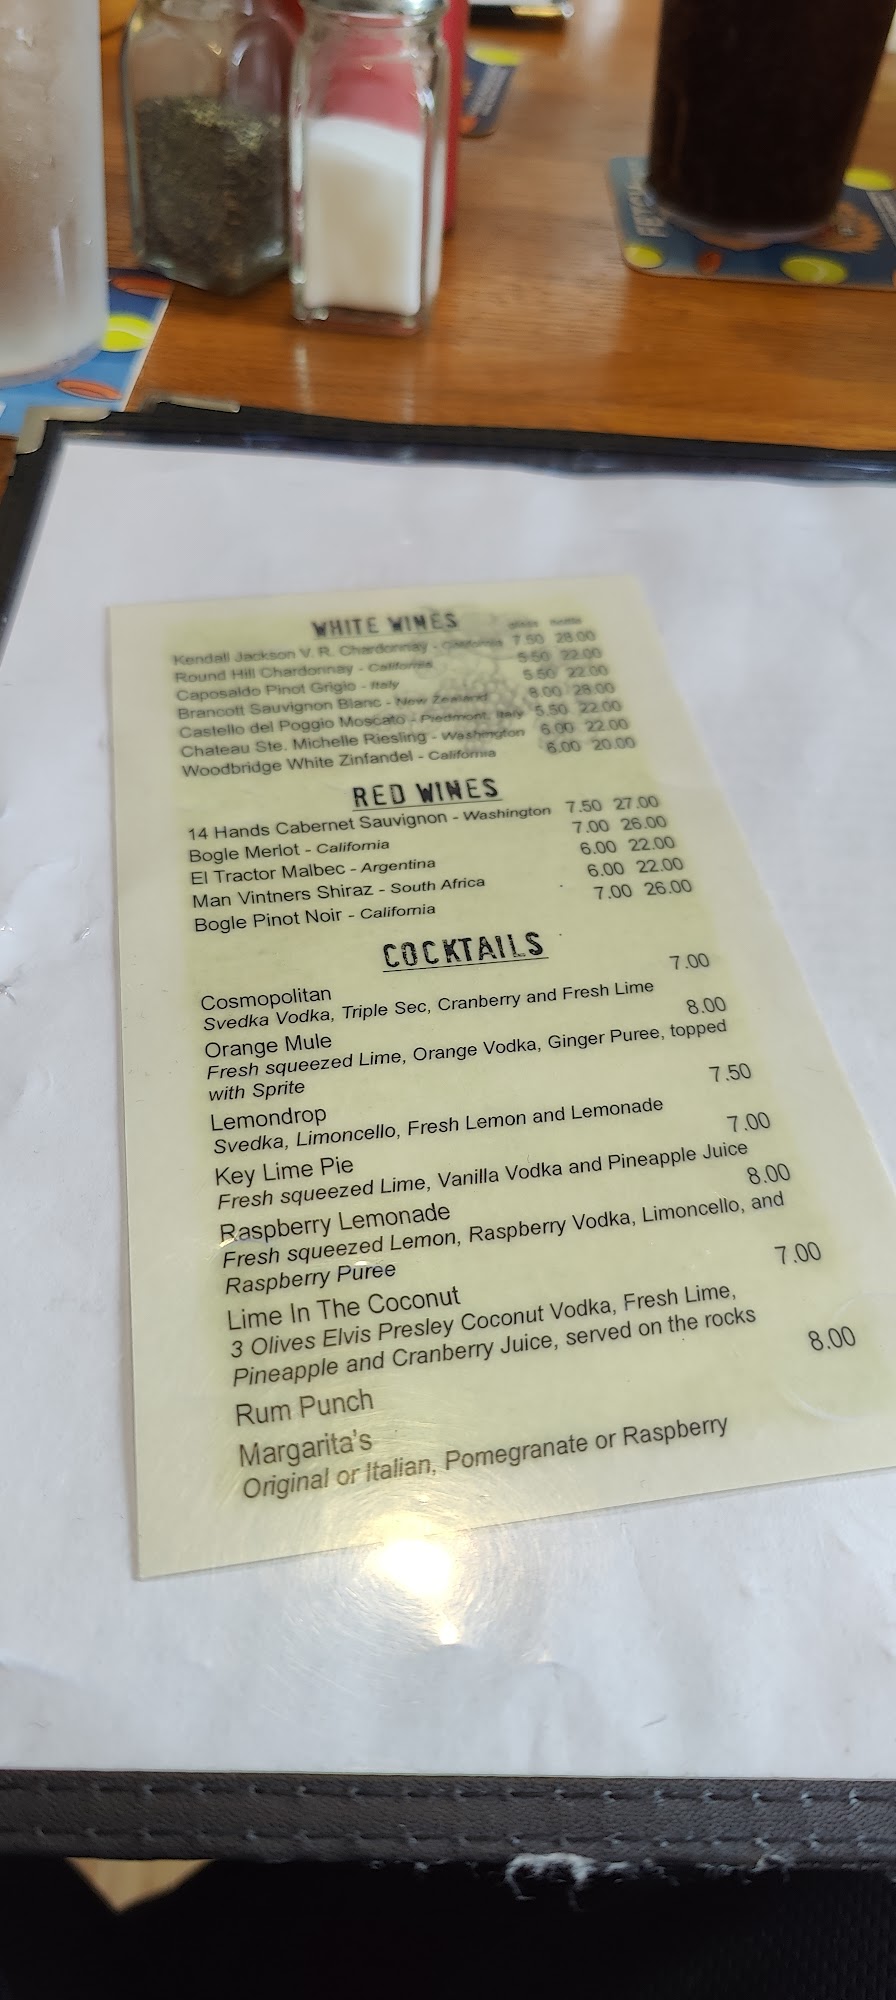 WHITE WINES glass bottle
Kendall Jackson V. R. Chardonnay - California 7.50 28.00
Round Hill Chardonnay - California 5.50 22.00
Caposaldo Pinot Grigio - Italy 5.50 22.00
Brancott Sauvignon Blanc - New Zealand 8.00 28.00
Castello del Poggio Moscato - Piedmont, Italy 5.50 22.00
Chateau Ste. Michelle Riesling - Washington 6.00 22.00
Woodbridge White Zinfandel - California 6.00 20.00
RED WINES
14 Hands Cabernet Sauvignon - Washington 7.50 27.00
Bogle Merlot - California 7.00 26.00
El Tractor Malbec - Argentina 6.00 22.00
Man Vintners Shiraz - South Africa 6.00 22.00
Bogle Pinot Noir - California 7.00 26.00
COCKTAILS
Cosmopolitan 7.00
Svedka Vodka, Triple Sec, Cranberry and Fresh Lime
Orange Mule 8.00
Fresh squeezed Lime, Orange Vodka, Ginger Puree, topped
with Sprite
Lemondrop 7.50
Svedka, Limoncello, Fresh Lemon and Lemonade
Key Lime Pie 7.00
Fresh squeezed Lime, Vanilla Vodka and Pineapple Juice
Raspberry Lemonade 8.00
Fresh squeezed Lemon, Raspberry Vodka, Limoncello, and
Raspberry Puree
Lime In The Coconut 7.00
3 Olives Elvis Presley Coconut Vodka, Fresh Lime,
Pineapple and Cranberry Juice, served on the rocks
Rum Punch 8.00
Margarita's
Original or Italian, Pomegranate or Raspberry